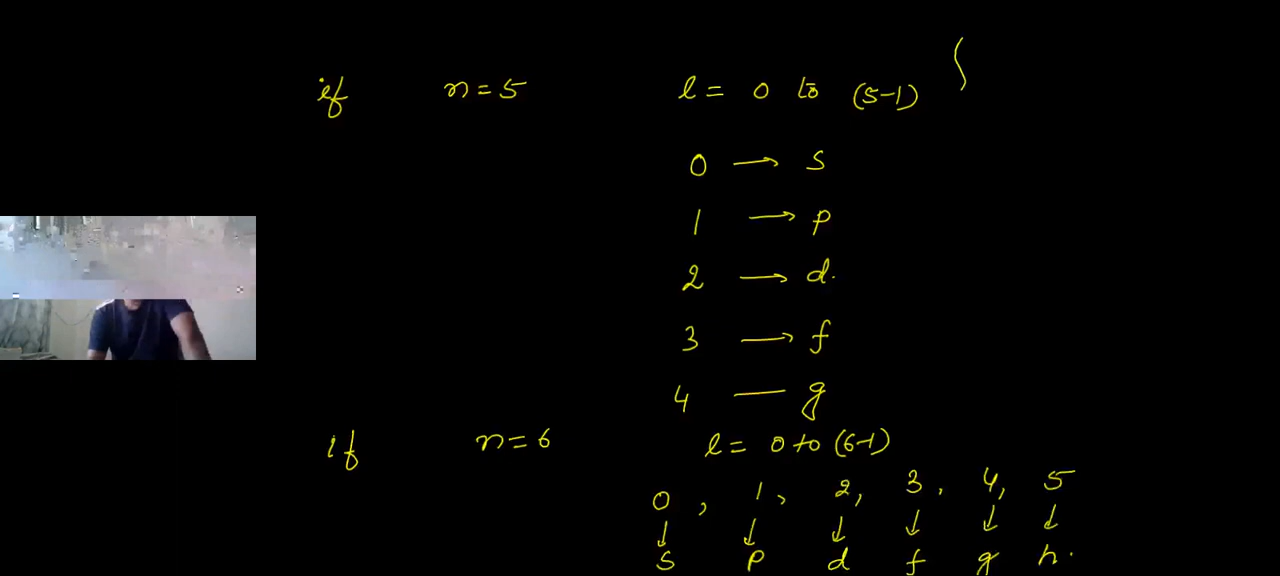 if n = 5 l = 0 to (5-1)
0 → s
1 → p
2 → d.
3 → f
4 — g
if n = 6 l = 0 to (6-1)
0 , 1 , 2 , 3 , 4 , 5
↓ ↓ ↓ ↓ ↓ ↓
s p d f g h.